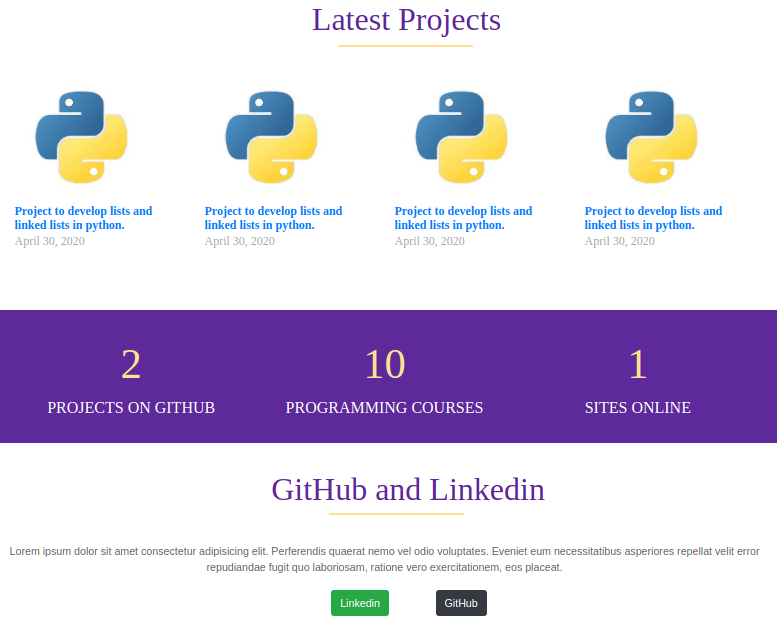 Latest Projects
Project to develop lists and
linked lists in python.
April 30, 2020
Project to develop lists and
linked lists in python.
April 30, 2020
Project to develop lists and
linked lists in python.
April 30, 2020
Project to develop lists and
linked lists in python.
April 30, 2020
2
PROJECTS ON GITHUB
10
PROGRAMMING COURSES
1
SITES ONLINE
GitHub and Linkedin
Lorem ipsum dolor sit amet consectetur adipisicing elit. Perferendis quaerat nemo vel odio voluptates. Eveniet eum necessitatibus asperiores repellat velit error
repudiandae fugit quo laboriosam, ratione vero exercitationem, eos placeat.
Linkedin
GitHub